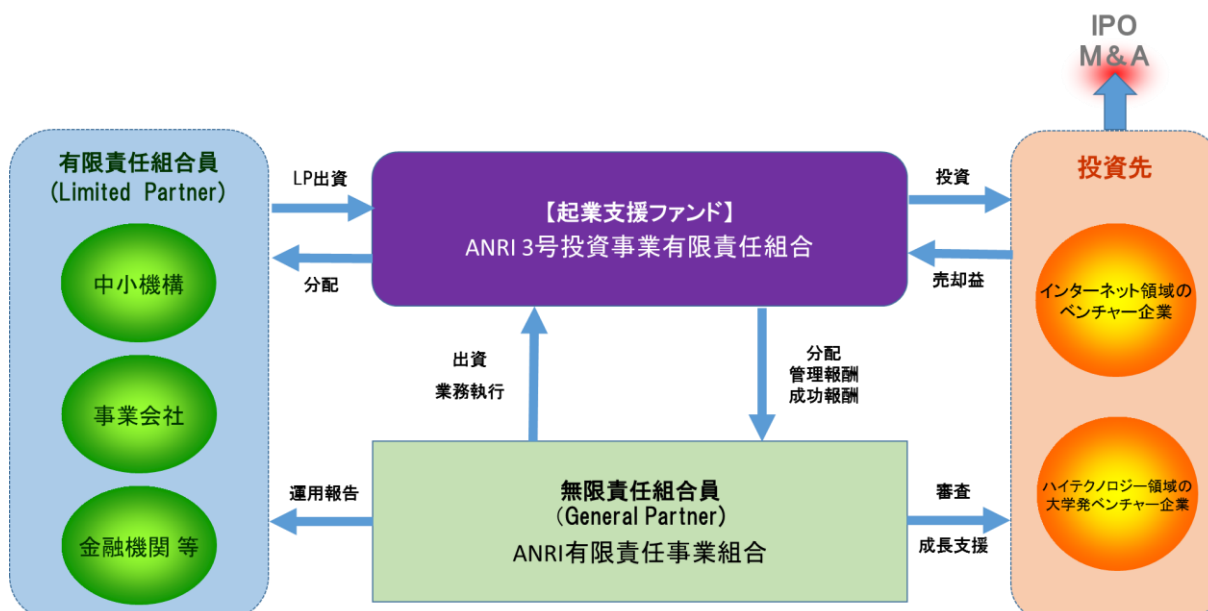 IPO
M&A
有限責任組合員
(Limited Partner)
中小機構
事業会社
金融機関 等
LP出資
分配
運用報告
【起業支援ファンド】
ANRI 3号投資事業有限責任組合
出資
業務執行
分配
管理報酬
成功報酬
無限責任組合員
（General Partner）
ANRI有限責任事業組合
投資
売却益
審査
成長支援
投資先
インターネット領域の
ベンチャー企業
ハイテクノロジー領域の
大学発ベンチャー企業